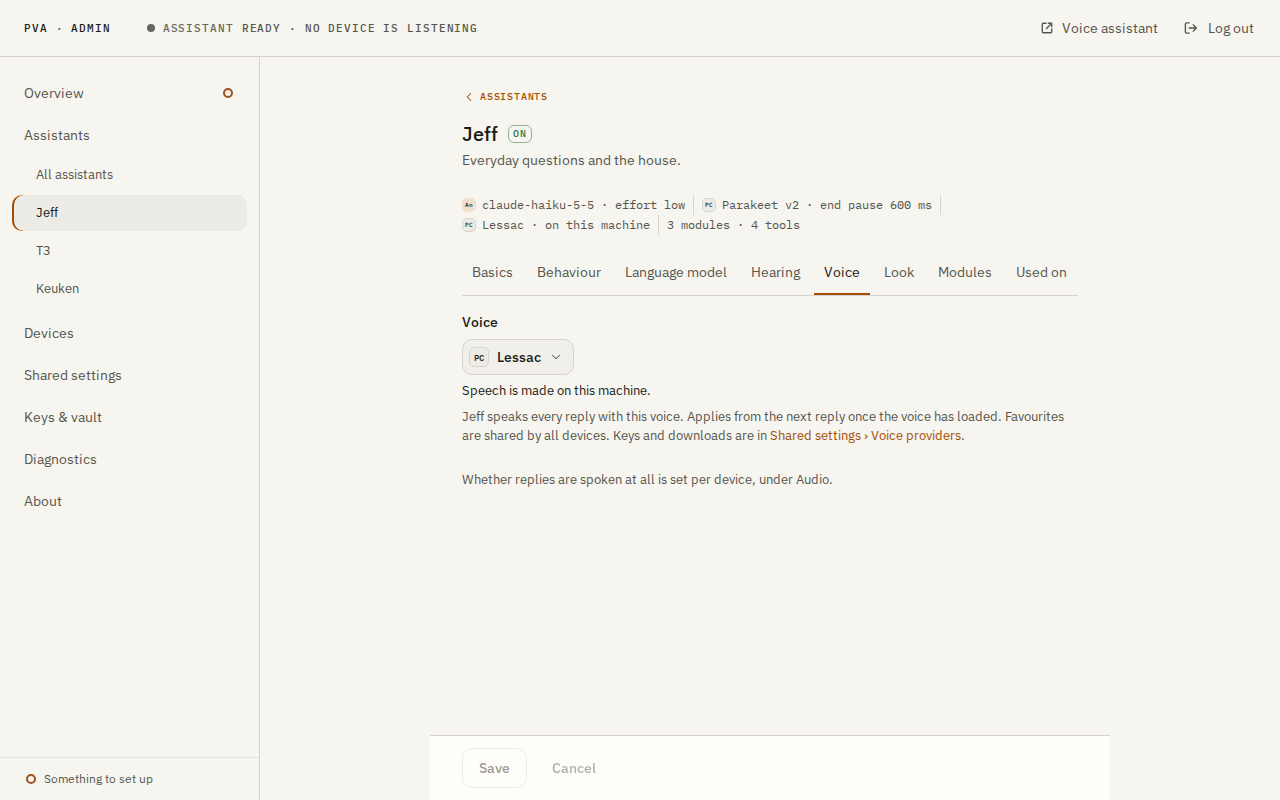 PVA · ADMIN
ASSISTANT READY · NO DEVICE IS LISTENING
Voice assistant
Log out
Overview
Assistants
All assistants
Jeff
T3
Keuken
Devices
Shared settings
Keys & vault
Diagnostics
About
Something to set up
ASSISTANTS
Jeff ON
Everyday questions and the house.
An claude-haiku-5-5 · effort low PC Parakeet v2 · end pause 600 ms
PC Lessac · on this machine 3 modules · 4 tools
Basics Behaviour Language model Hearing Voice Look Modules Used on
Voice
PC Lessac
Speech is made on this machine.
Jeff speaks every reply with this voice. Applies from the next reply once the voice has loaded. Favourites
are shared by all devices. Keys and downloads are in Shared settings › Voice providers.
Whether replies are spoken at all is set per device, under Audio.
Save Cancel